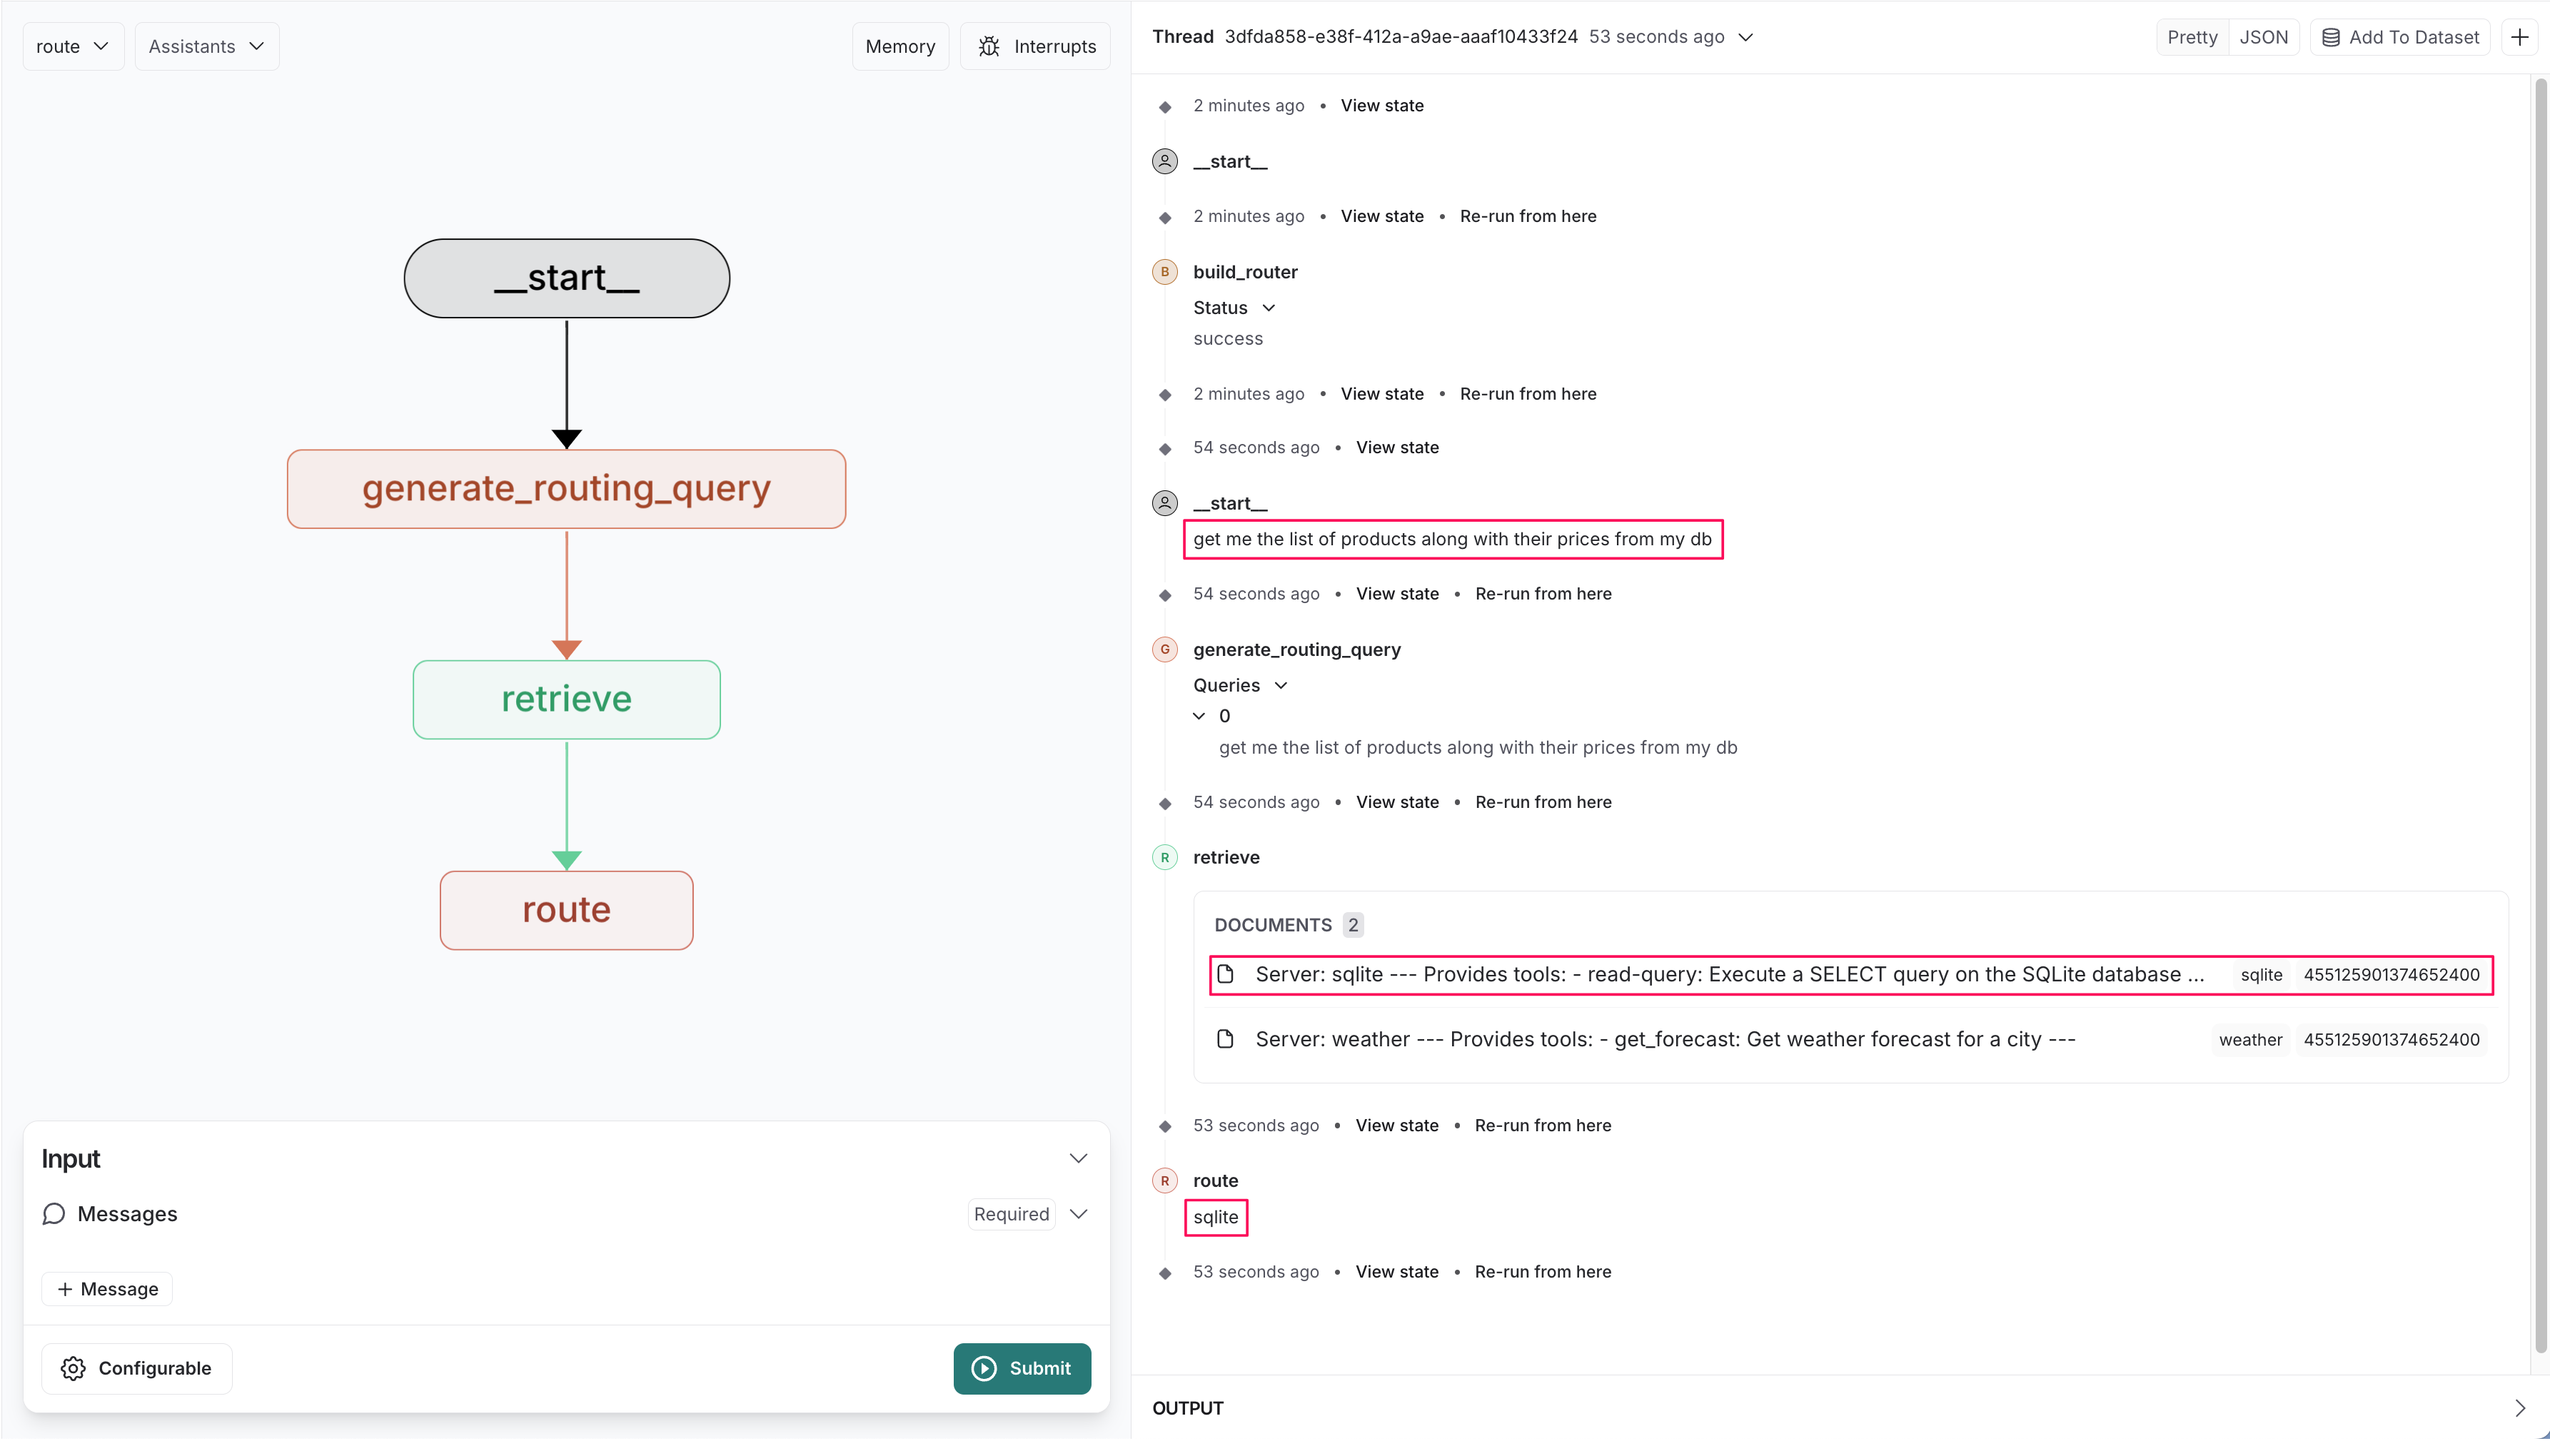 route
Assistants
Memory
Interrupts
__start__
generate_routing_query
retrieve
route
Input
Messages
Required
+ Message
Configurable
Submit
Thread 3dfda858-e38f-412a-a9ae-aaaf10433f24 53 seconds ago
Pretty
JSON
Add To Dataset
+
2 minutes ago • View state
__start__
2 minutes ago • View state • Re-run from here
B build_router
Status
success
2 minutes ago • View state • Re-run from here
54 seconds ago • View state
__start__
get me the list of products along with their prices from my db
54 seconds ago • View state • Re-run from here
G generate_routing_query
Queries
0
get me the list of products along with their prices from my db
54 seconds ago • View state • Re-run from here
R retrieve
DOCUMENTS 2
Server: sqlite --- Provides tools: - read-query: Execute a SELECT query on the SQLite database ... sqlite 455125901374652400
Server: weather --- Provides tools: - get_forecast: Get weather forecast for a city --- weather 455125901374652400
53 seconds ago • View state • Re-run from here
R route
sqlite
53 seconds ago • View state • Re-run from here
OUTPUT